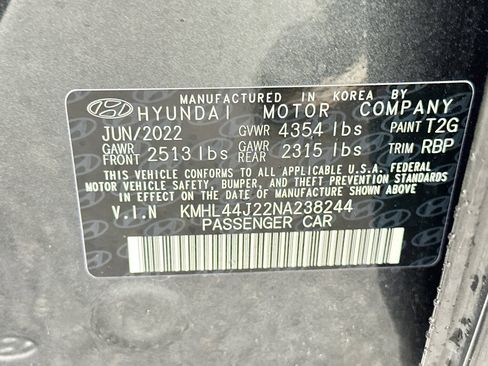 MANUFACTURED IN KOREA BY
HYUNDAI MOTOR COMPANY
JUN/2022 GVWR 4354 lbs PAINT T2G
GAWR FRONT 2513 lbs GAWR REAR 2315 lbs TRIM RBP
THIS VEHICLE CONFORMS TO ALL APPLICABLE U.S.A. FEDERAL
MOTOR VEHICLE SAFETY, BUMPER, AND THEFT PREVENTION STANDARDS
IN EFFECT ON THE DATE OF MANUFACTURE SHOWN ABOVE.
V.I.N KMHL44J22NA238244
PASSENGER CAR